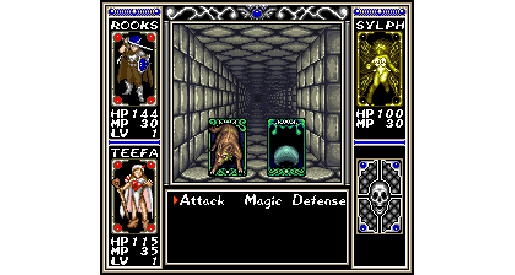 ROOKS
HP 144
MP 30
LV 1
TEEFA
HP 115
MP 35
LV 1
SYLPH
HP 100
MP 30
Attack Magic Defense